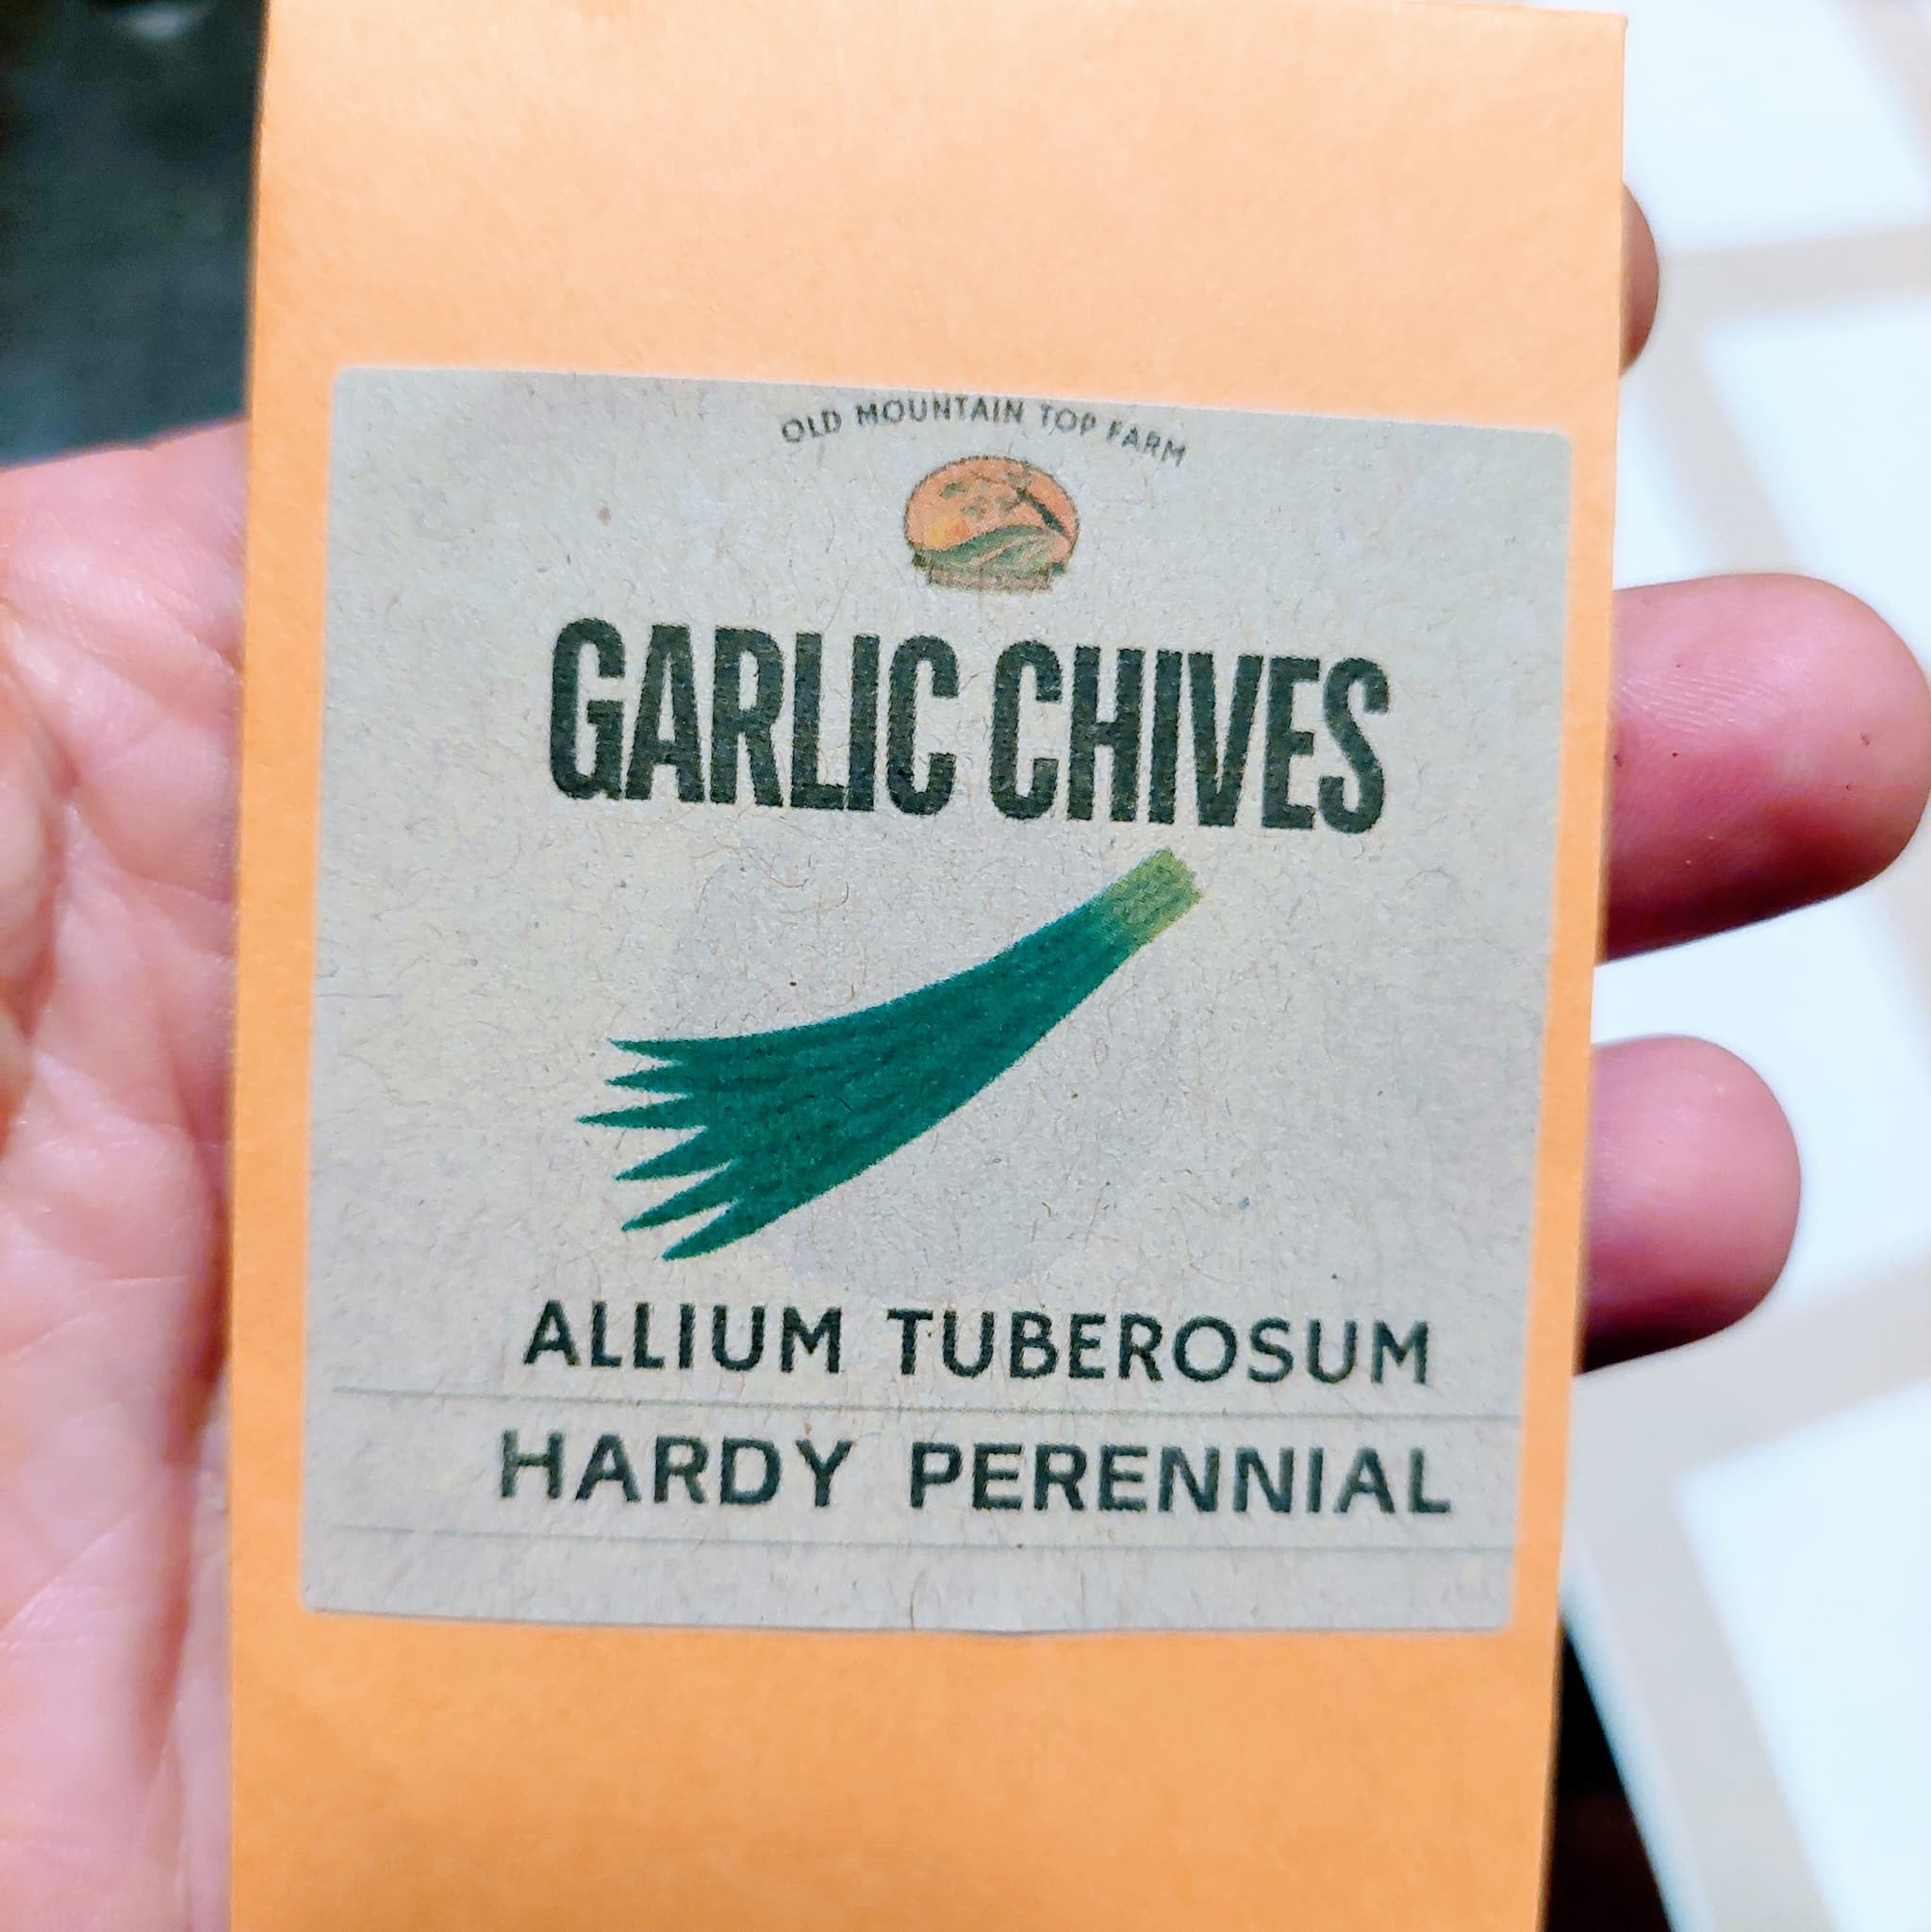 OLD MOUNTAIN TOP FARM
GARLIC CHIVES
ALLIUM TUBEROSUM
HARDY PERENNIAL